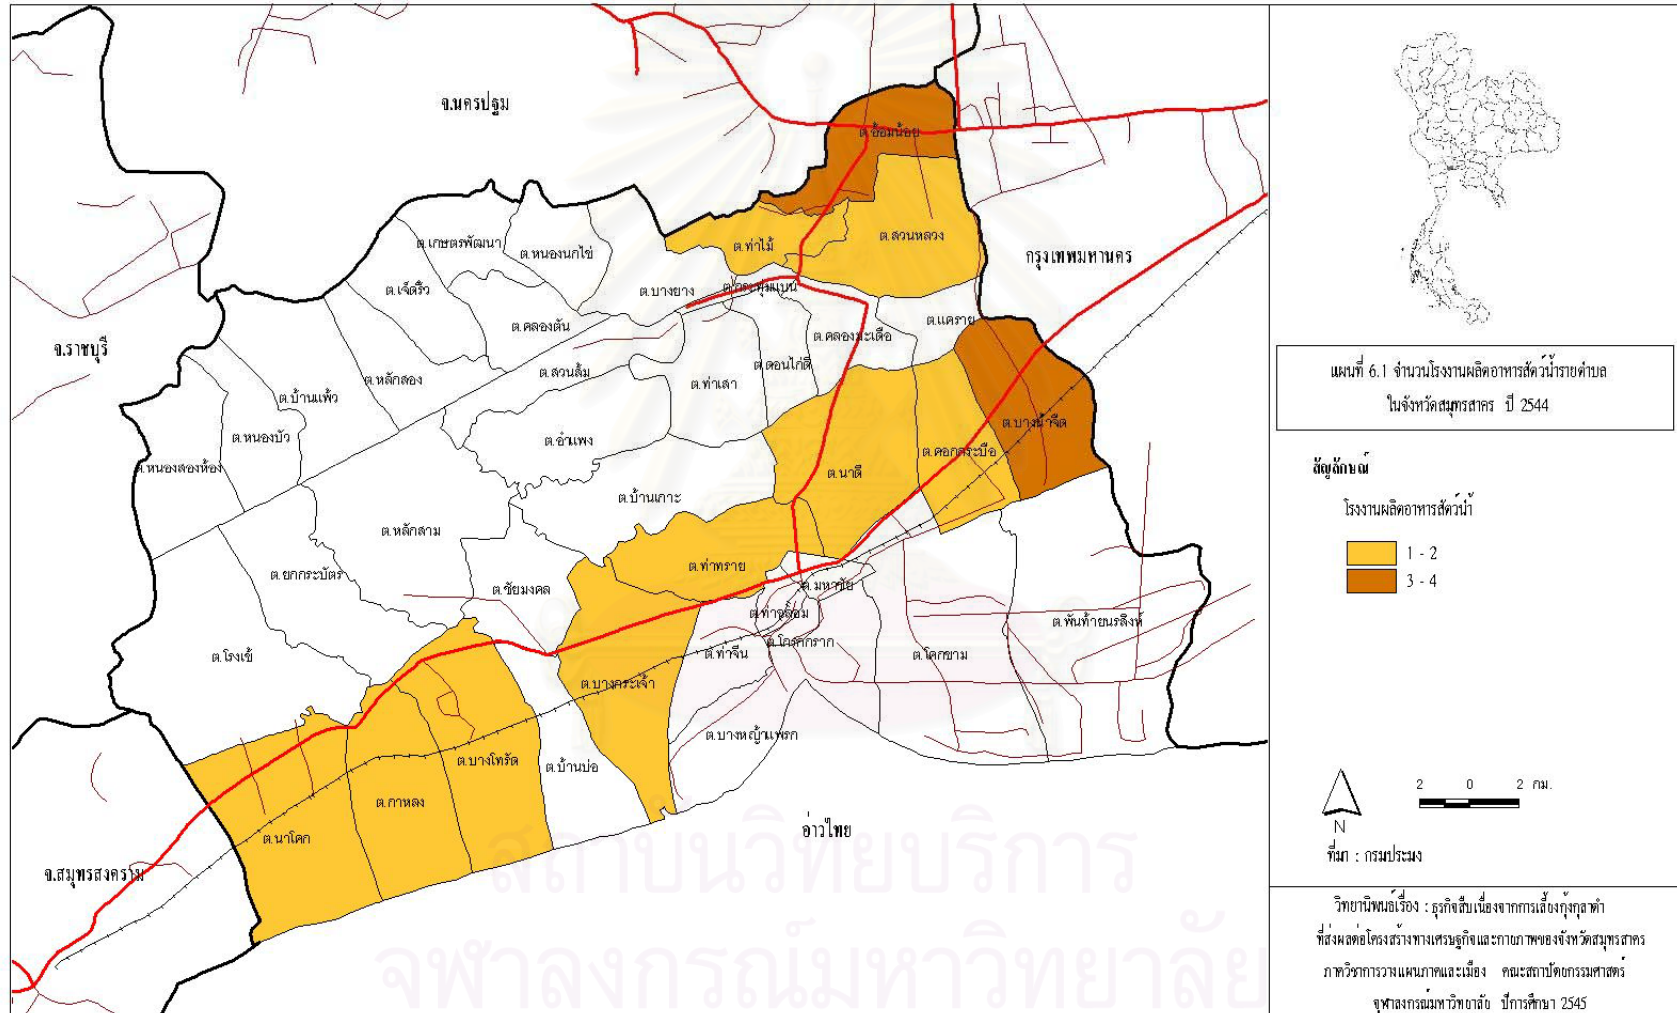 จ.นครปฐม
ต.อ้อมน้อย
ต.เกษตรพัฒนา
ต.หนองนกไข่
ต.ท่าไม้
ต.สวนหลวง
กรุงเทพมหานคร
ต.เจ็ดริ้ว
ต.บางยาง
ต.กระทุ่มแบน
ต.คลองตัน
ต.คลองมะเดื่อ
ต.แคราย
จ.ราชบุรี
ต.หลักสอง
ต.สวนส้ม
ต.ท่าเสา
ต.ดอนไก่ดี
ต.บ้านแพ้ว
ต.หนองบัว
ต.อำแพง
ต.บางน้ำจืด
ต.หนองสองห้อง
ต.นาดี
ต.คอกกระบือ
ต.บ้านเกาะ
ต.หลักสาม
ต.ยกกระบัตร
ต.ชัยมงคล
ต.ท่าทราย
ต.มหาชัย
ต.ท่าฉลอม
ต.พันท้ายนรสิงห์
ต.โรงเข้
ต.ท่าจีน
ต.โกรกกราก
ต.โคกขาม
ต.บางกระเจ้า
ต.บางหญ้าแพรก
ต.บางโทรัด
ต.บ้านบ่อ
ต.กาหลง
ต.นาโคก
อ่าวไทย
จ.สมุทรสงคราม
สถาบันวิทยบริการ
จุฬาลงกรณ์มหาวิทยาลัย
แผนที่ 6.1 จำนวนโรงงานผลิตอาหารสัตว์น้ำรายตำบล
ในจังหวัดสมุทรสาคร ปี 2544
สัญลักษณ์
โรงงานผลิตอาหารสัตว์น้ำ
1 - 2
3 - 4
2 0 2 กม.
N
ที่มา : กรมประมง
วิทยานิพนธ์เรื่อง : ธุรกิจสืบเนื่องจากการเลี้ยงกุ้งกุลาดำ
ที่ส่งผลต่อโครงสร้างทางเศรษฐกิจและกายภาพของจังหวัดสมุทรสาคร
ภาควิชาการวางแผนภาคและเมือง คณะสถาปัตยกรรมศาสตร์
จุฬาลงกรณ์มหาวิทยาลัย ปีการศึกษา 2545